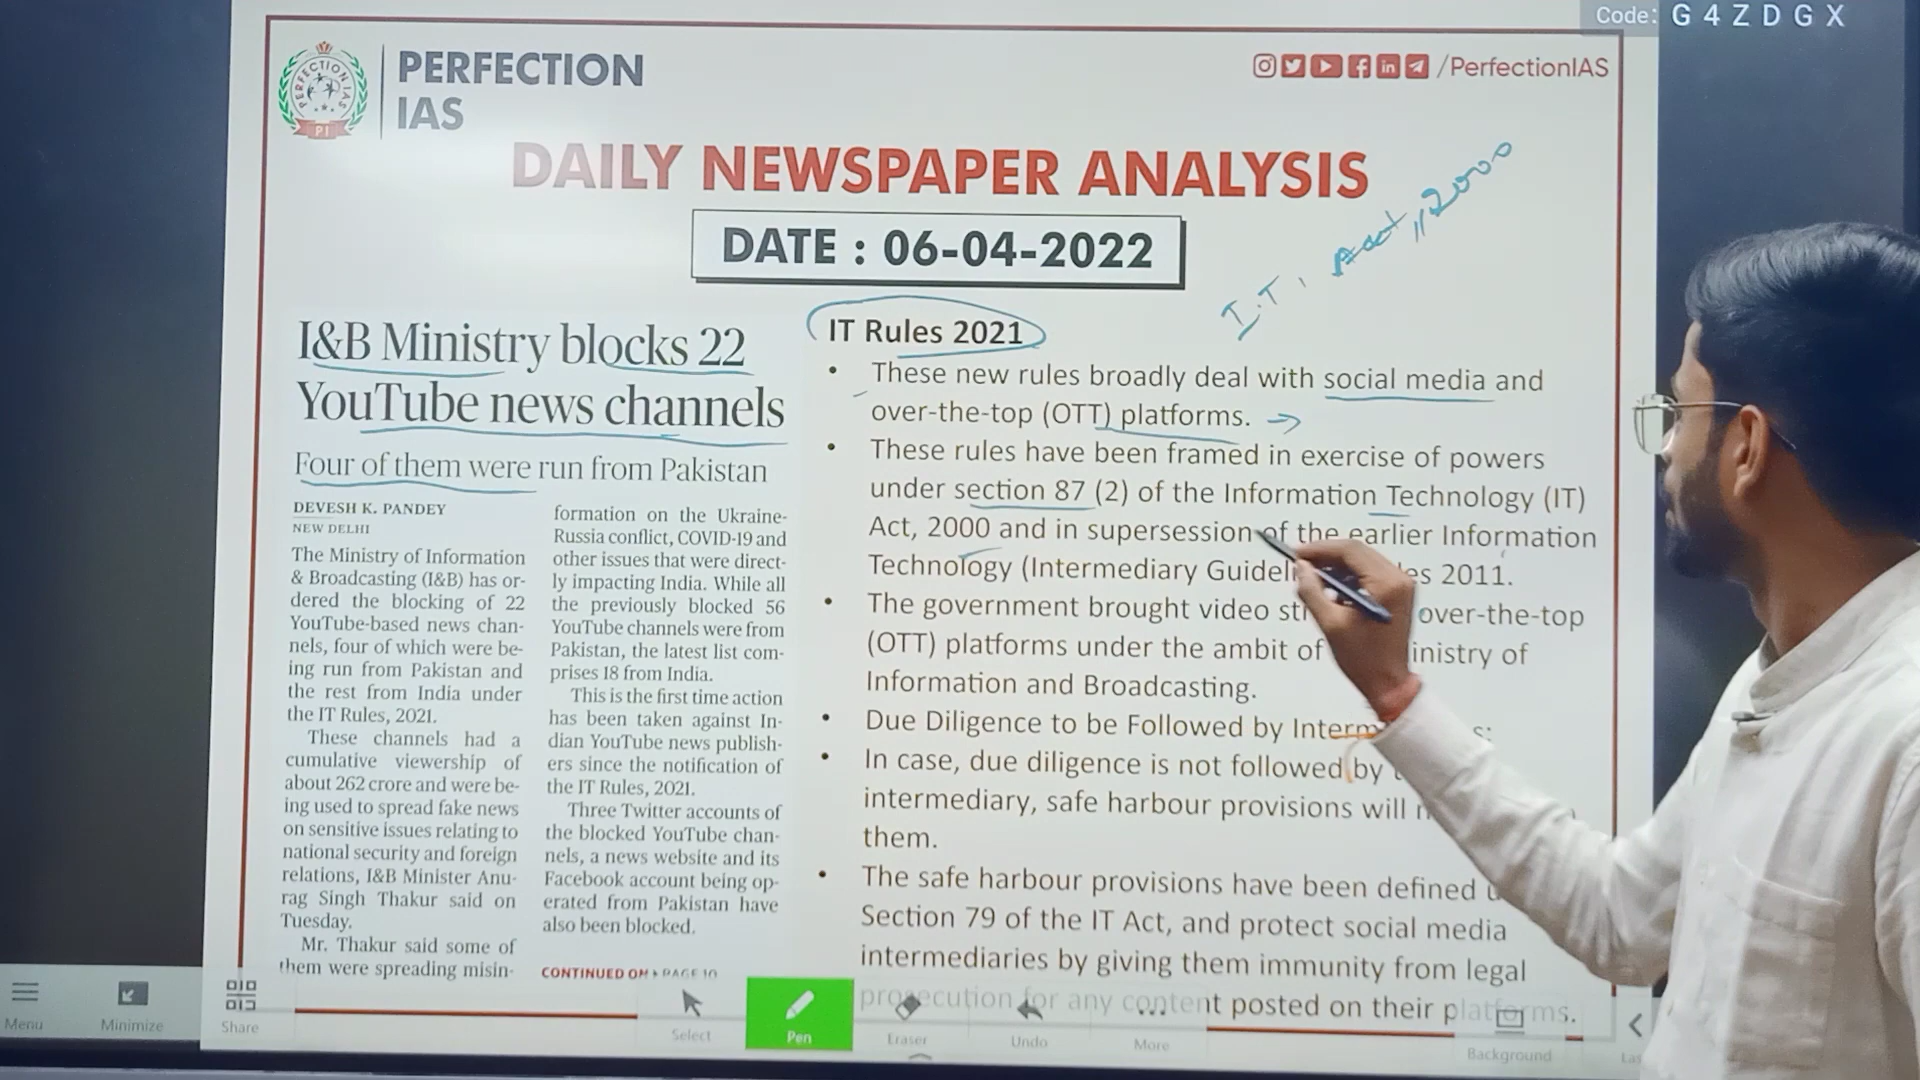 Code: G 4 Z D G X
PERFECTION
IAS
PERFECTION IAS
PI
/PerfectionIAS
DAILY NEWSPAPER ANALYSIS
DATE : 06-04-2022
I.T, Act,, 2000
I&B Ministry blocks 22
YouTube news channels
Four of them were run from Pakistan
DEVESH K. PANDEY
NEW DELHI
The Ministry of Information
& Broadcasting (I&B) has or-
dered the blocking of 22
YouTube-based news chan-
nels, four of which were be-
ing run from Pakistan and
the rest from India under
the IT Rules, 2021.
These channels had a
cumulative viewership of
about 262 crore and were be-
ing used to spread fake news
on sensitive issues relating to
national security and foreign
relations, I&B Minister Anu-
rag Singh Thakur said on
Tuesday.
Mr. Thakur said some of
them were spreading misin-
formation on the Ukraine-
Russia conflict, COVID-19 and
other issues that were direct-
ly impacting India. While all
the previously blocked 56
YouTube channels were from
Pakistan, the latest list com-
prises 18 from India.
This is the first time action
has been taken against In-
dian YouTube news publish-
ers since the notification of
the IT Rules, 2021.
Three Twitter accounts of
the blocked YouTube chan-
nels, a news website and its
Facebook account being op-
erated from Pakistan have
also been blocked.
CONTINUED ON ▸ PAGE 10
IT Rules 2021
• These new rules broadly deal with social media and
over-the-top (OTT) platforms.
• These rules have been framed in exercise of powers
under section 87 (2) of the Information Technology (IT)
Act, 2000 and in supersession of the earlier Information
Technology (Intermediary 2011.
• The government brought video over-the-top
(OTT) platforms under the ambit of
Information and Broadcasting.
• Due Diligence to be Followed by
• In case, due diligence is not followed by
intermediary, safe harbour provisions will
them.
• The safe harbour provisions have been defined
Section 79 of the IT Act, and protect social media
intermediaries by giving them immunity from legal
prosecution for any content posted on their platforms.
Menu
Minimize
Share
Select
Pen
Eraser
Undo
More
Background